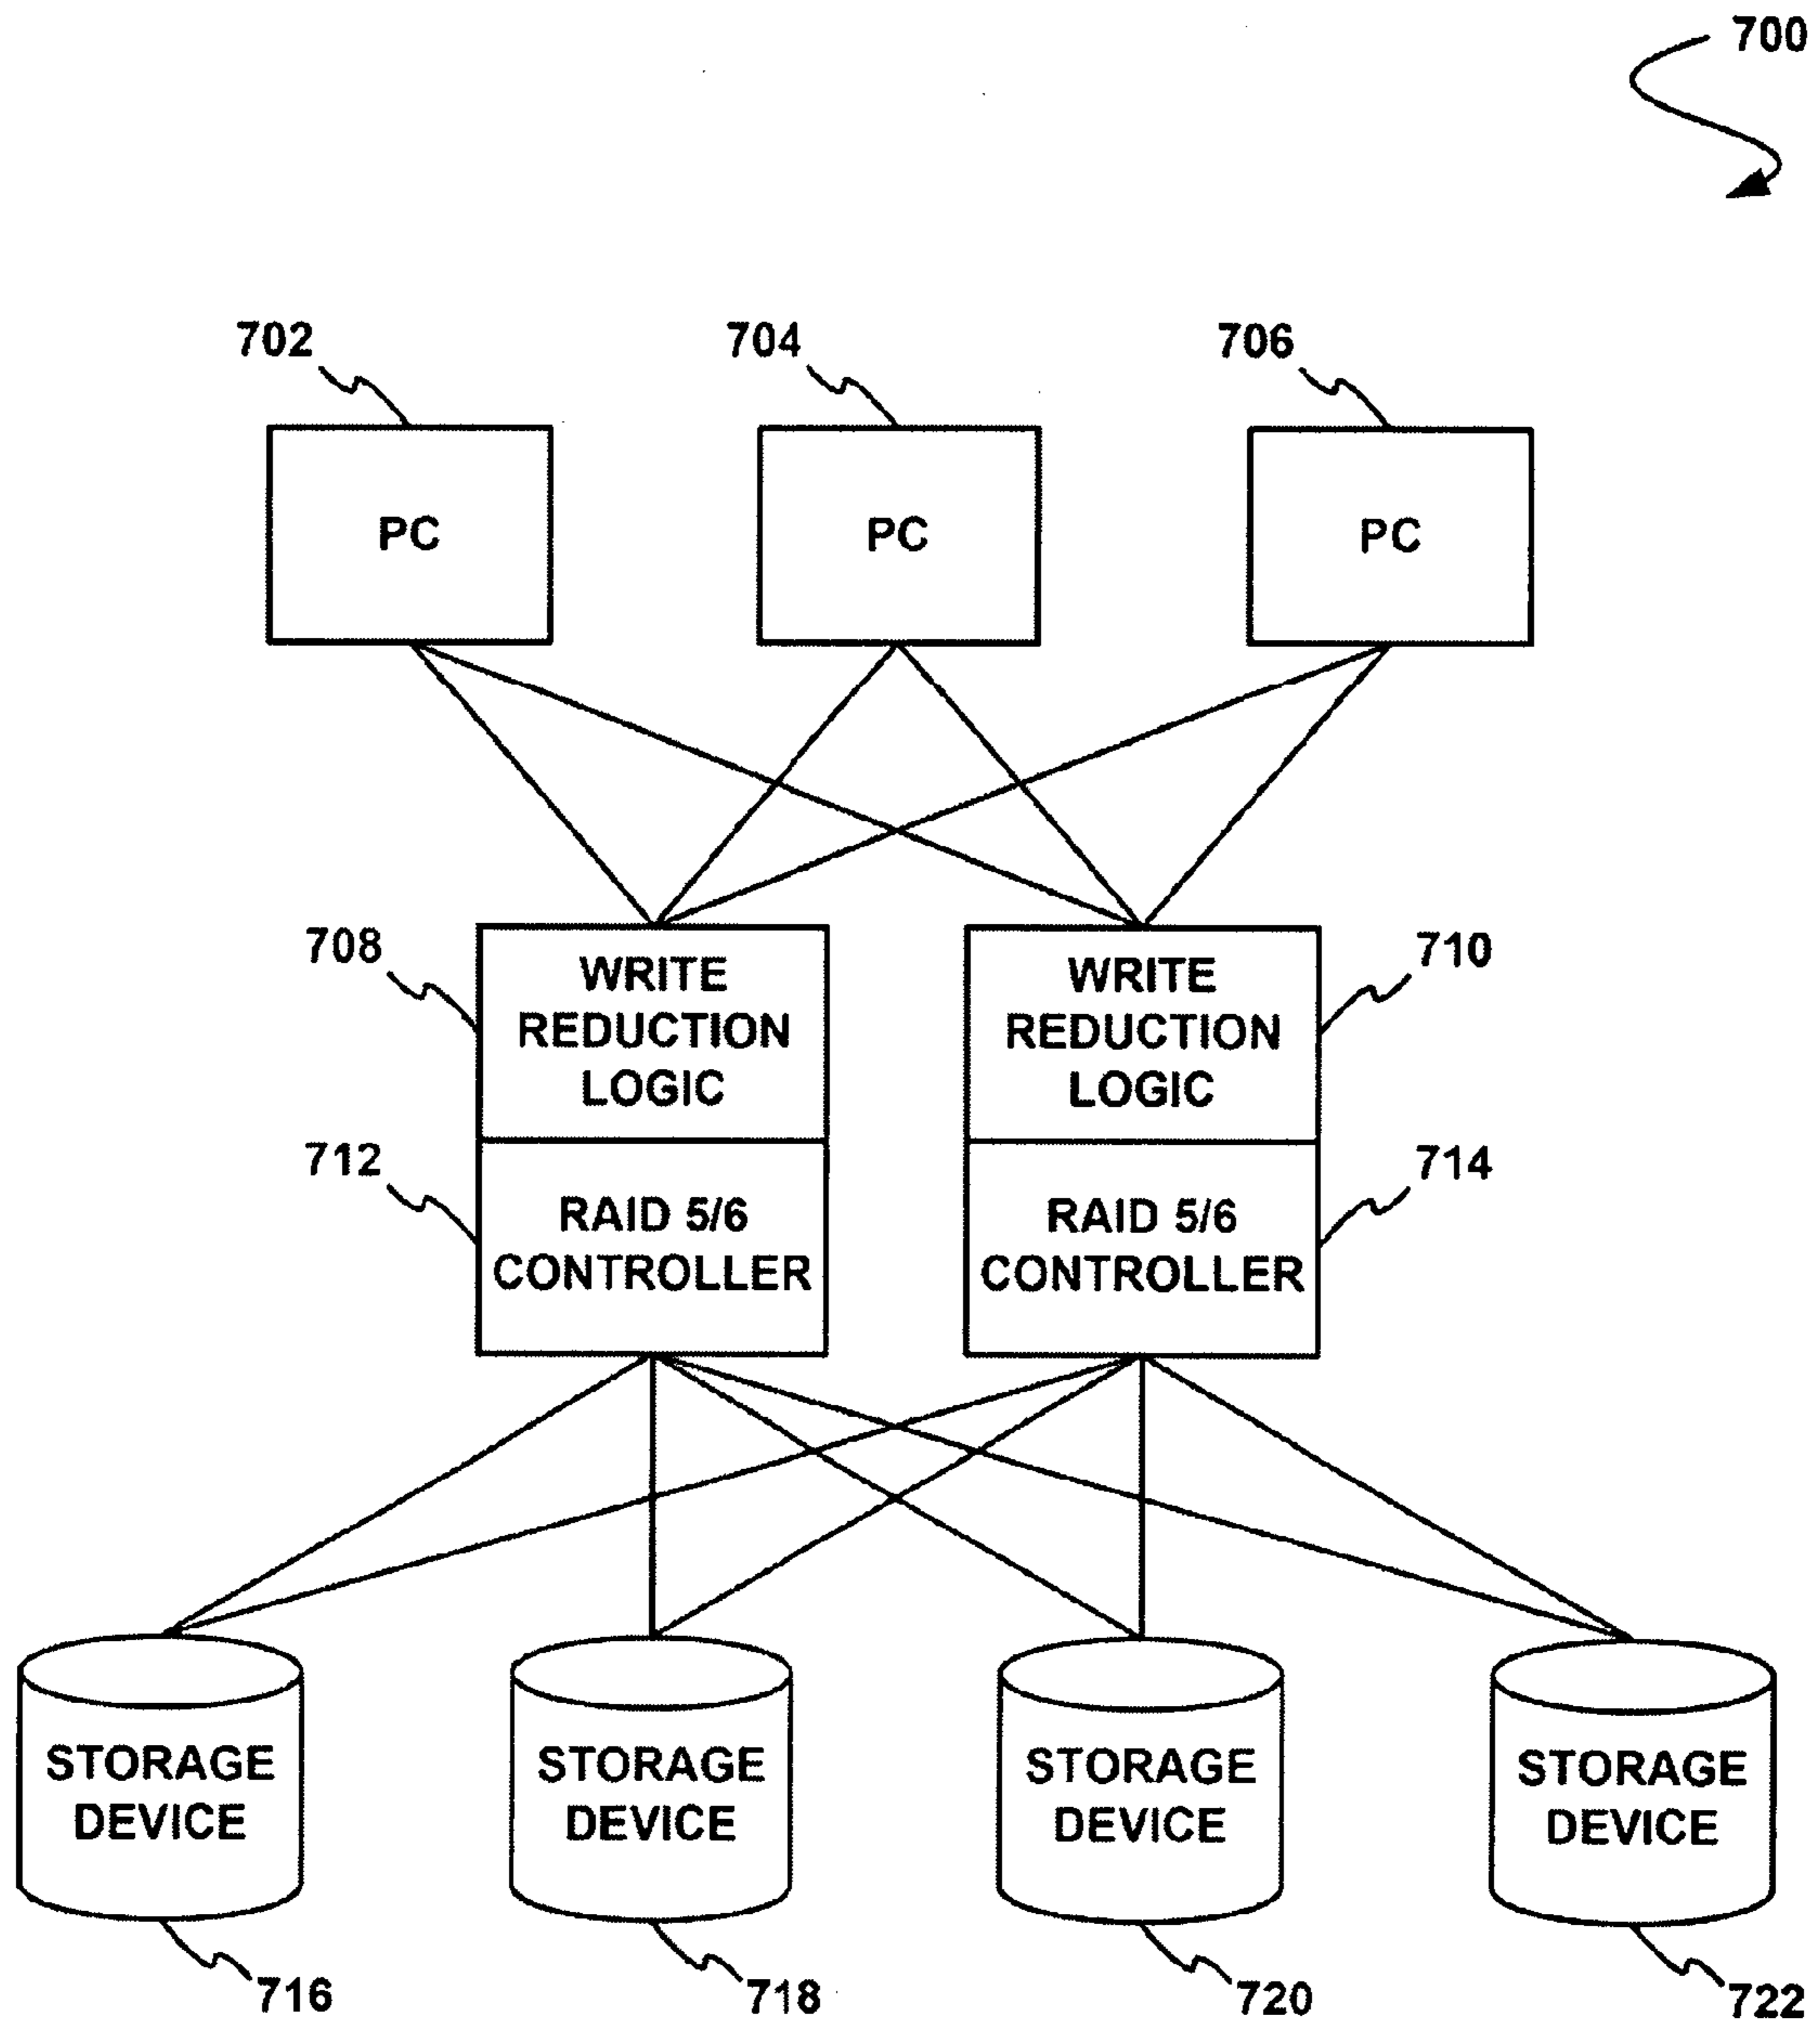 700
702
704
706
PC
PC
PC
708
WRITE
REDUCTION
LOGIC
WRITE
REDUCTION
LOGIC
710
712
RAID 5/6
CONTROLLER
RAID 5/6
CONTROLLER
714
STORAGE
DEVICE
STORAGE
DEVICE
STORAGE
DEVICE
STORAGE
DEVICE
716
718
720
722